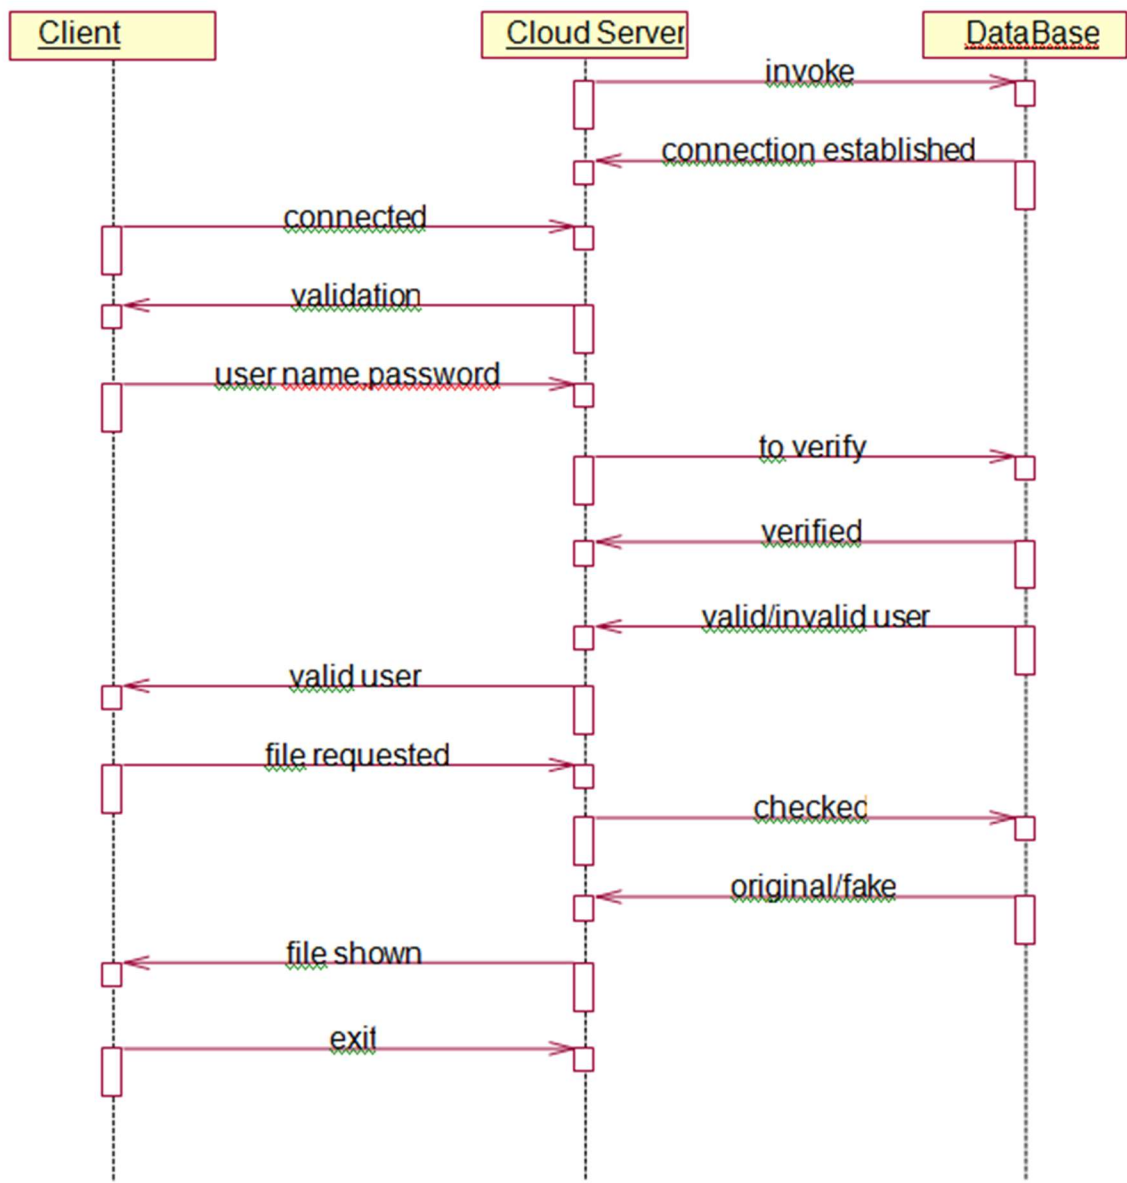 Client
Cloud Server
DataBase
invoke
connection established
connected
validation
user name,password
to verify
verified
valid/invalid user
valid user
file requested
checked
original/fake
file shown
exit